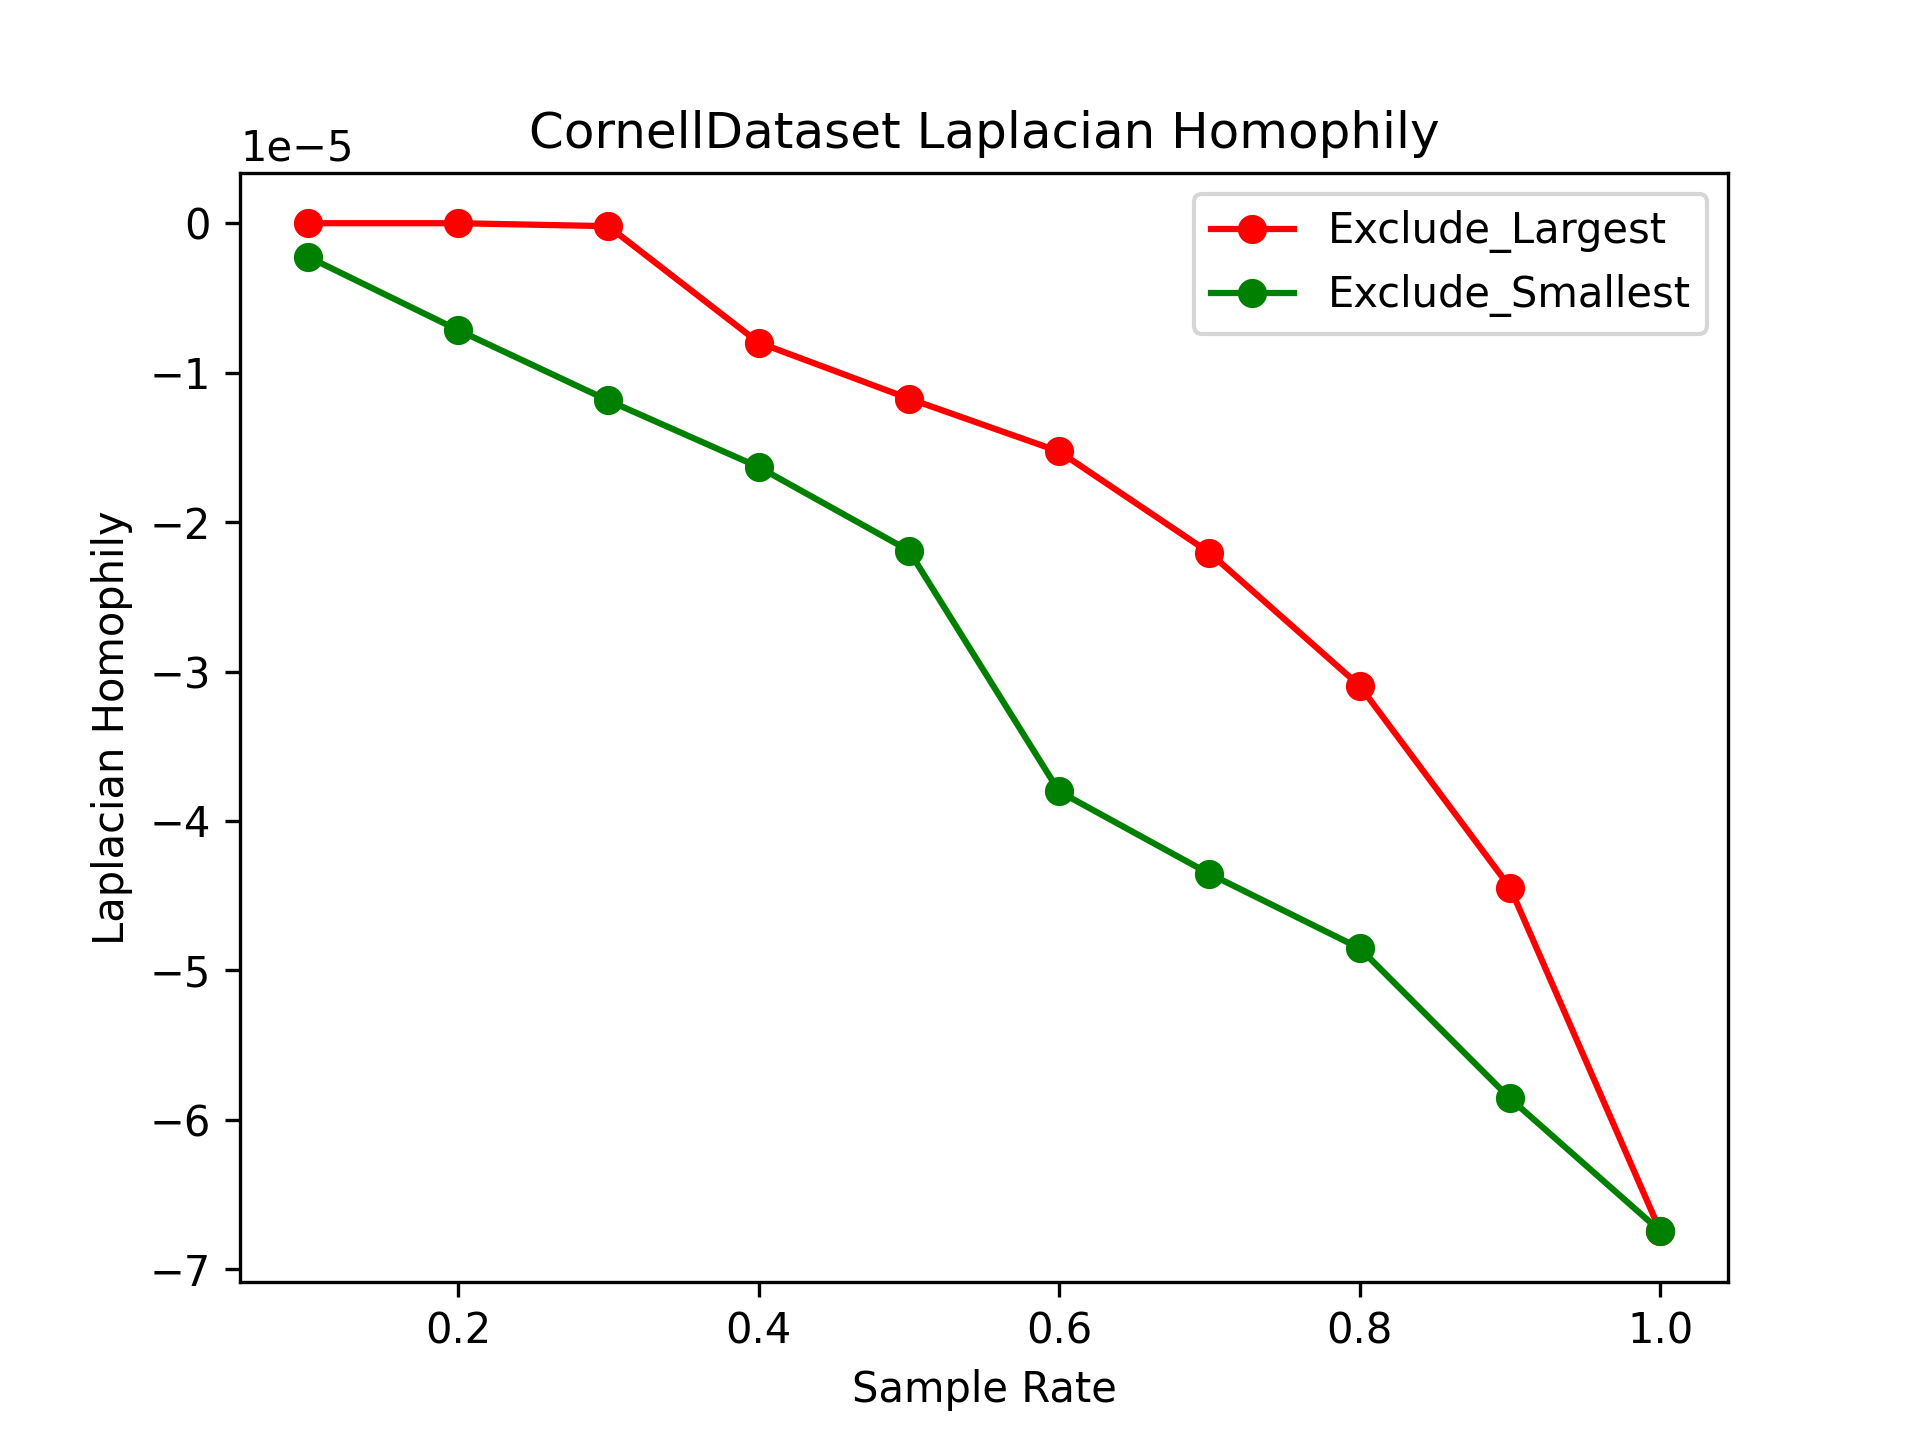 CornellDataset Laplacian Homophily
1e−5
Exclude_Largest
Exclude_Smallest
0
−1
−2
−3
−4
−5
−6
−7
Laplacian Homophily
0.2 0.4 0.6 0.8 1.0
Sample Rate